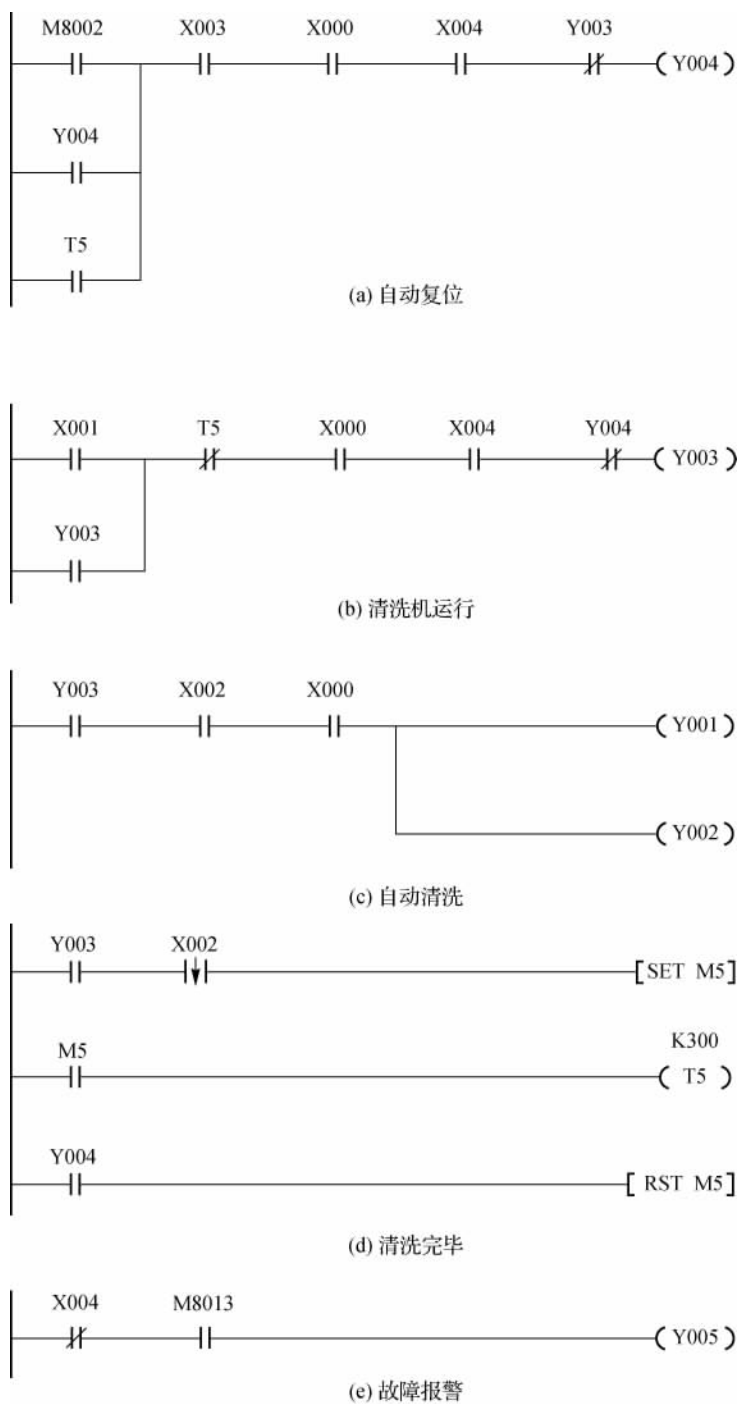 M8002 X003 X000 X004 Y003
Y004
Y004
T5
(a) 自动复位
X001 T5 X000 X004 Y004
Y003
Y003
(b) 清洗机运行
Y003 X002 X000
Y001
Y002
(c) 自动清洗
Y003 X002
SET M5
K300
M5
T5
Y004
RST M5
(d) 清洗完毕
X004 M8013
Y005
(e) 故障报警